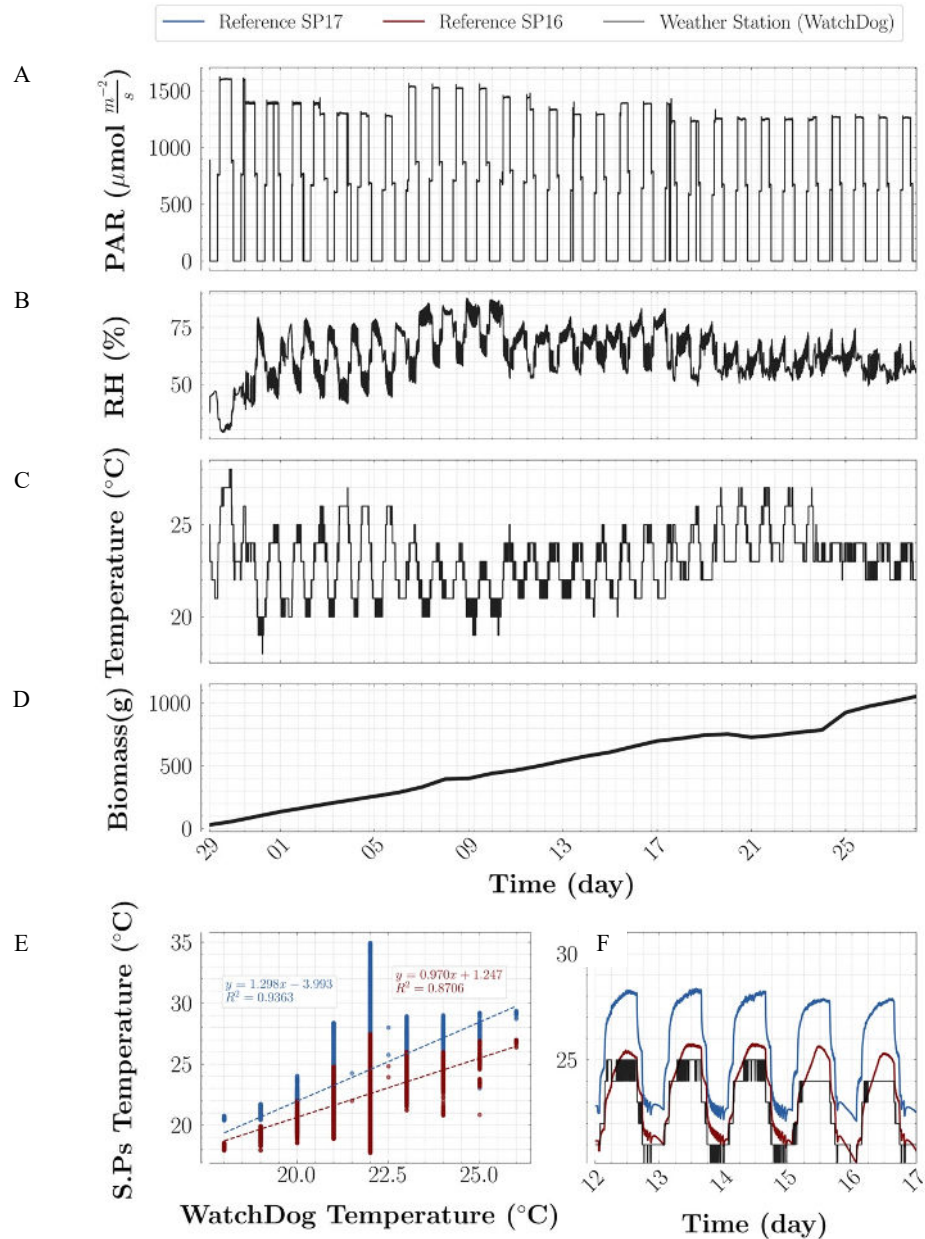 Reference SP17 Reference SP16 Weather Station (WatchDog)
A
PAR (μmol m⁻²/s)
1500
1000
500
0
B
RH (%)
75
50
C
Temperature (°C)
25
20
D
Biomass(g)
1000
500
0
29 01 05 09 13 17 21 25
Time (day)
E
S.Ps Temperature (°C)
35
30
25
20
y = 1.298x − 3.993
R² = 0.9363
y = 0.970x + 1.247
R² = 0.8706
20.0 22.5 25.0
WatchDog Temperature (°C)
F
30
25
12 13 14 15 16 17
Time (day)